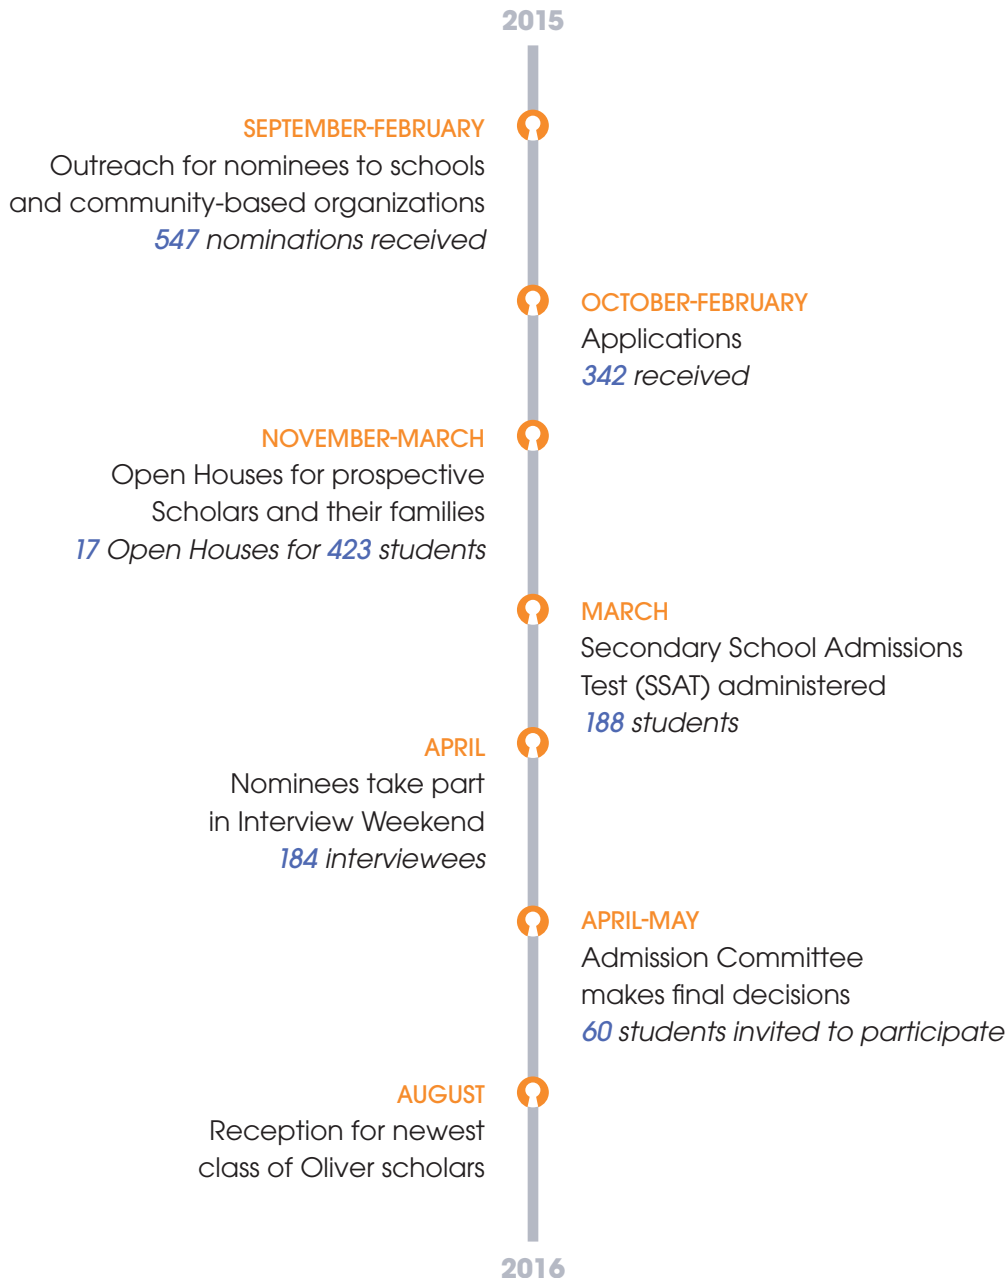 2015
SEPTEMBER-FEBRUARY
Outreach for nominees to schools
and community-based organizations
547 nominations received
OCTOBER-FEBRUARY
Applications
342 received
NOVEMBER-MARCH
Open Houses for prospective
Scholars and their families
17 Open Houses for 423 students
MARCH
Secondary School Admissions
Test (SSAT) administered
188 students
APRIL
Nominees take part
in Interview Weekend
184 interviewees
APRIL-MAY
Admission Committee
makes final decisions
60 students invited to participate
AUGUST
Reception for newest
class of Oliver scholars
2016